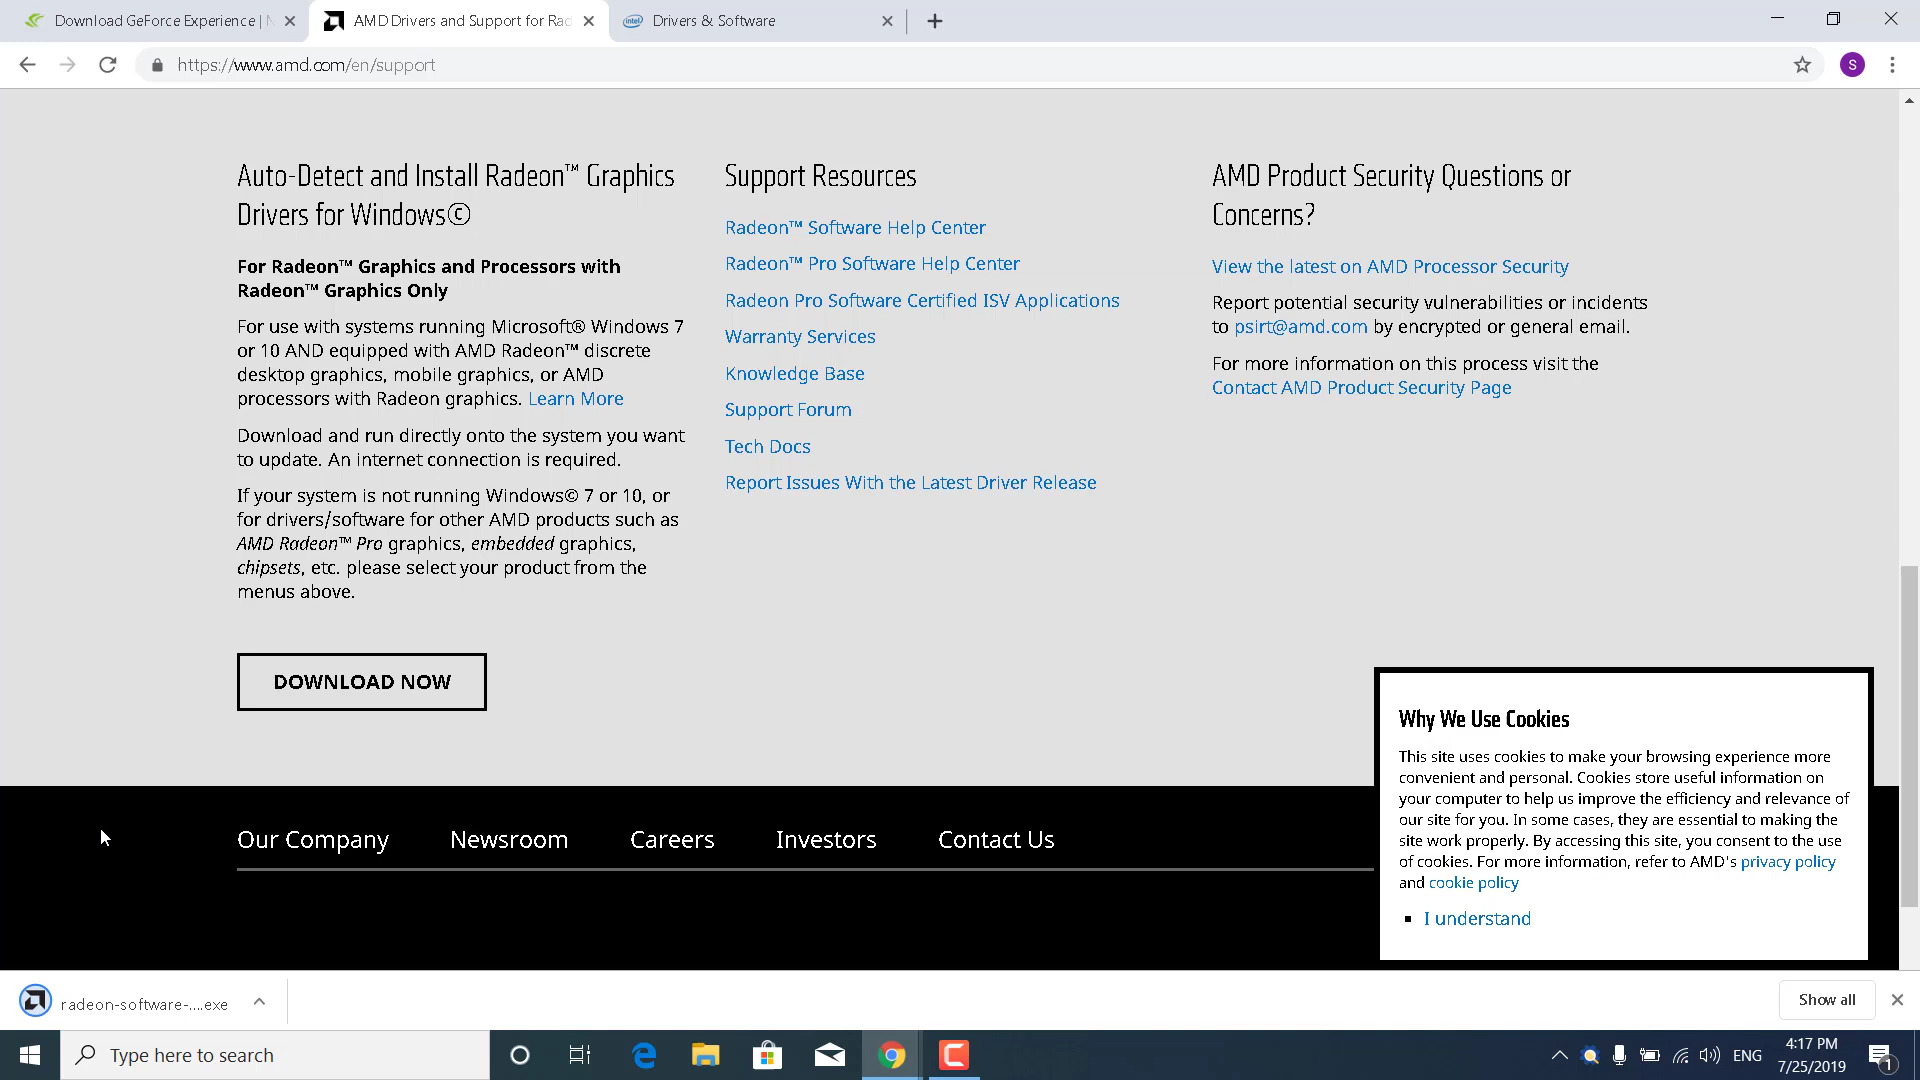 Download GeForce Experience | N
AMD Drivers and Support for Rad
Drivers & Software
https://www.amd.com/en/support
S
Auto-Detect and Install Radeon™ Graphics
Drivers for Windows©
For Radeon™ Graphics and Processors with
Radeon™ Graphics Only
For use with systems running Microsoft® Windows 7
or 10 AND equipped with AMD Radeon™ discrete
desktop graphics, mobile graphics, or AMD
processors with Radeon graphics. Learn More
Download and run directly onto the system you want
to update. An internet connection is required.
If your system is not running Windows© 7 or 10, or
for drivers/software for other AMD products such as
AMD Radeon™ Pro graphics, embedded graphics,
chipsets, etc. please select your product from the
menus above.
DOWNLOAD NOW
Support Resources
Radeon™ Software Help Center
Radeon™ Pro Software Help Center
Radeon Pro Software Certified ISV Applications
Warranty Services
Knowledge Base
Support Forum
Tech Docs
Report Issues With the Latest Driver Release
AMD Product Security Questions or
Concerns?
View the latest on AMD Processor Security
Report potential security vulnerabilities or incidents
to psirt@amd.com by encrypted or general email.
For more information on this process visit the
Contact AMD Product Security Page
Why We Use Cookies
This site uses cookies to make your browsing experience more
convenient and personal. Cookies store useful information on
your computer to help us improve the efficiency and relevance of
our site for you. In some cases, they are essential to making the
site work properly. By accessing this site, you consent to the use
of cookies. For more information, refer to AMD's privacy policy
and cookie policy
I understand
Our Company Newsroom Careers Investors Contact Us
radeon-software-....exe
Show all
Type here to search
ENG
4:17 PM
7/25/2019
1